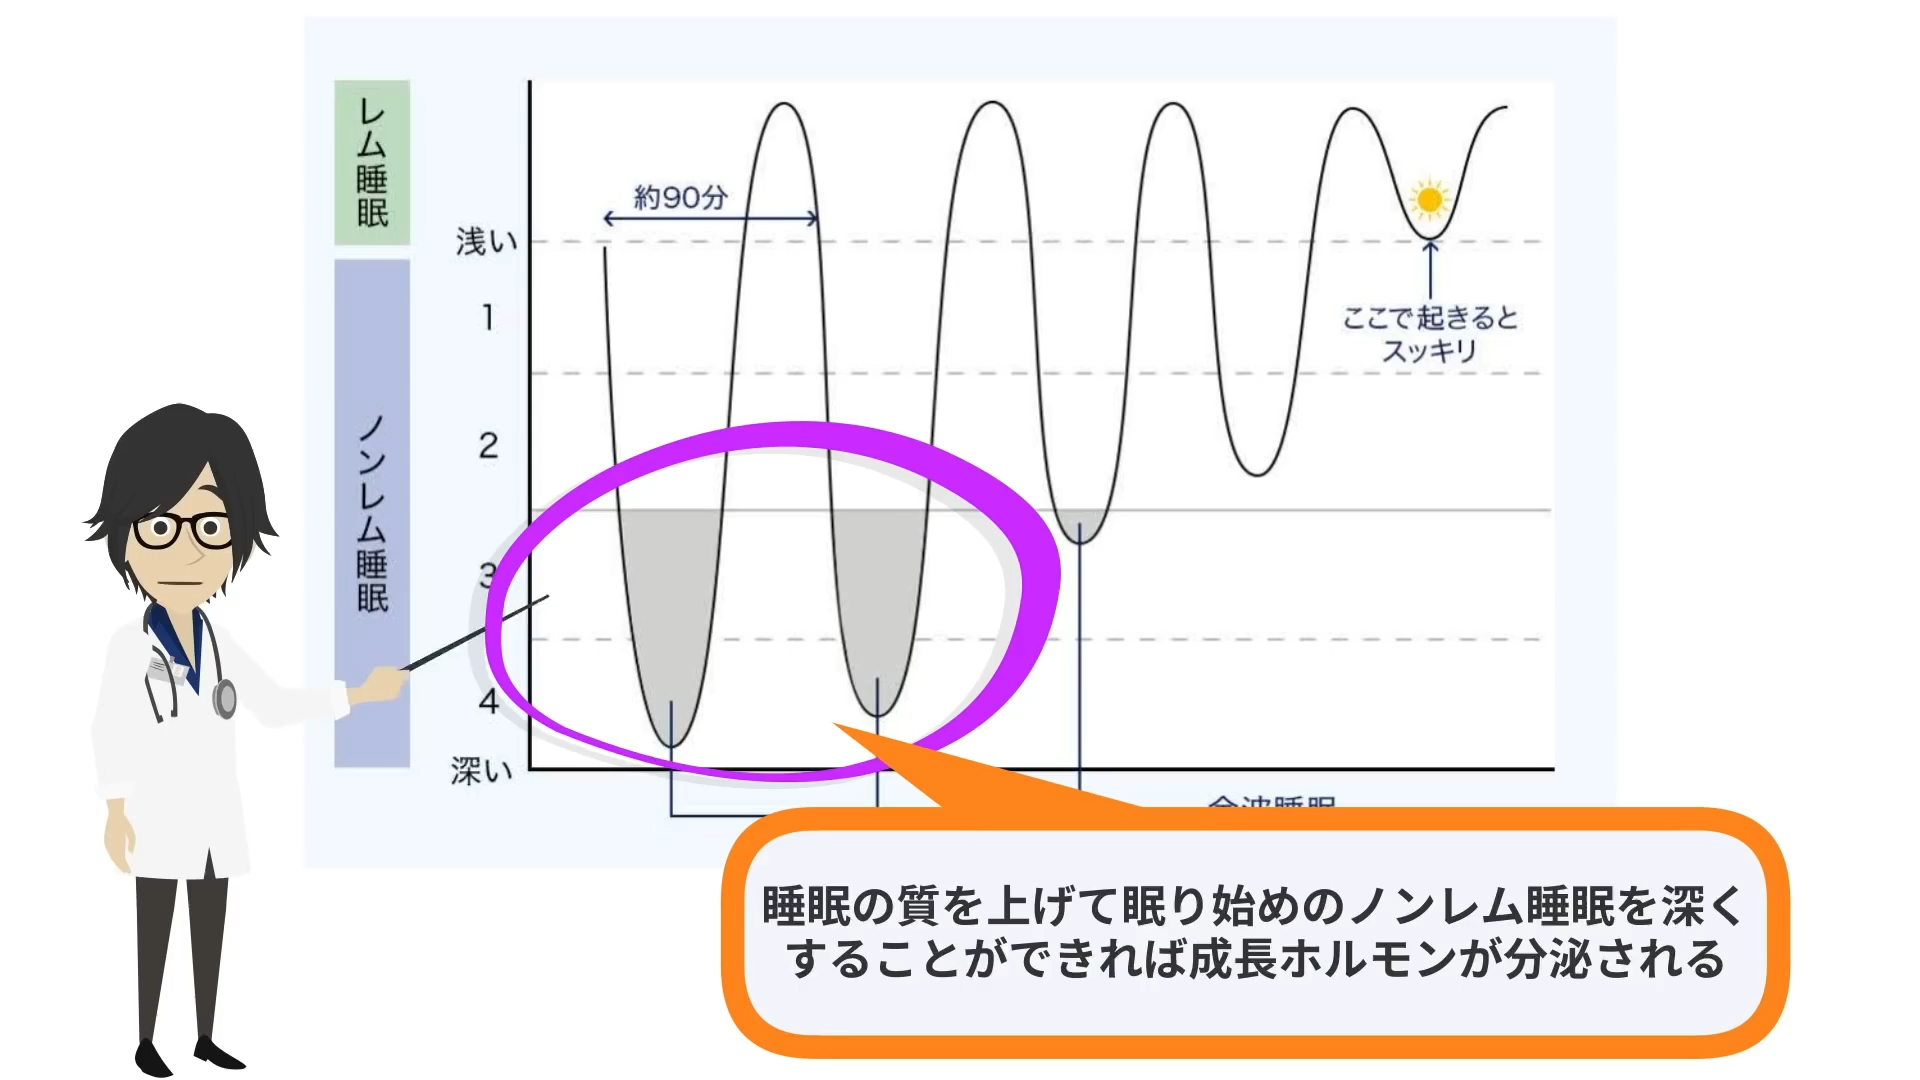 レム睡眠
ノンレム睡眠
約90分
浅い
1
2
3
4
深い
ここで起きると
スッキリ
睡眠の質を上げて眠り始めのノンレム睡眠を深く
することができれば成長ホルモンが分泌される